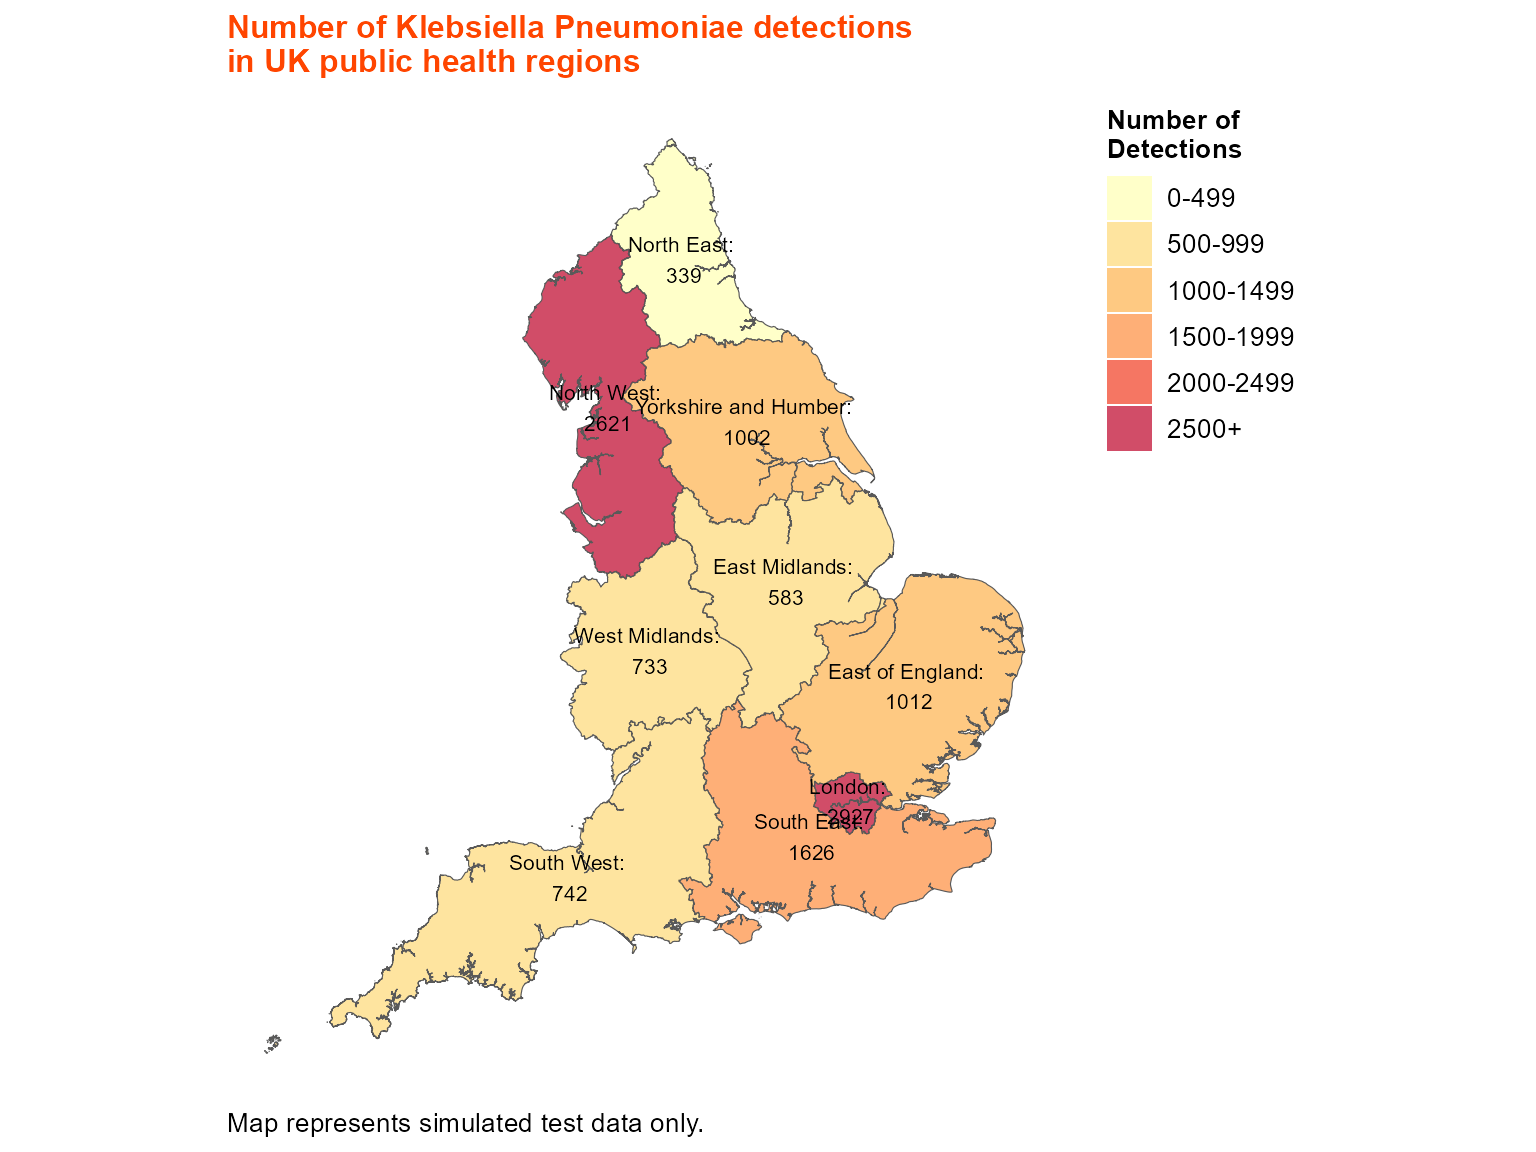 Number of Klebsiella Pneumoniae detections
in UK public health regions
Number of
Detections
0-499
500-999
1000-1499
1500-1999
2000-2499
2500+
North East:
339
North West:
2621
Yorkshire and Humber:
1002
East Midlands:
583
West Midlands:
733
East of England:
1012
London:
2927
South East:
1626
South West:
742
Map represents simulated test data only.